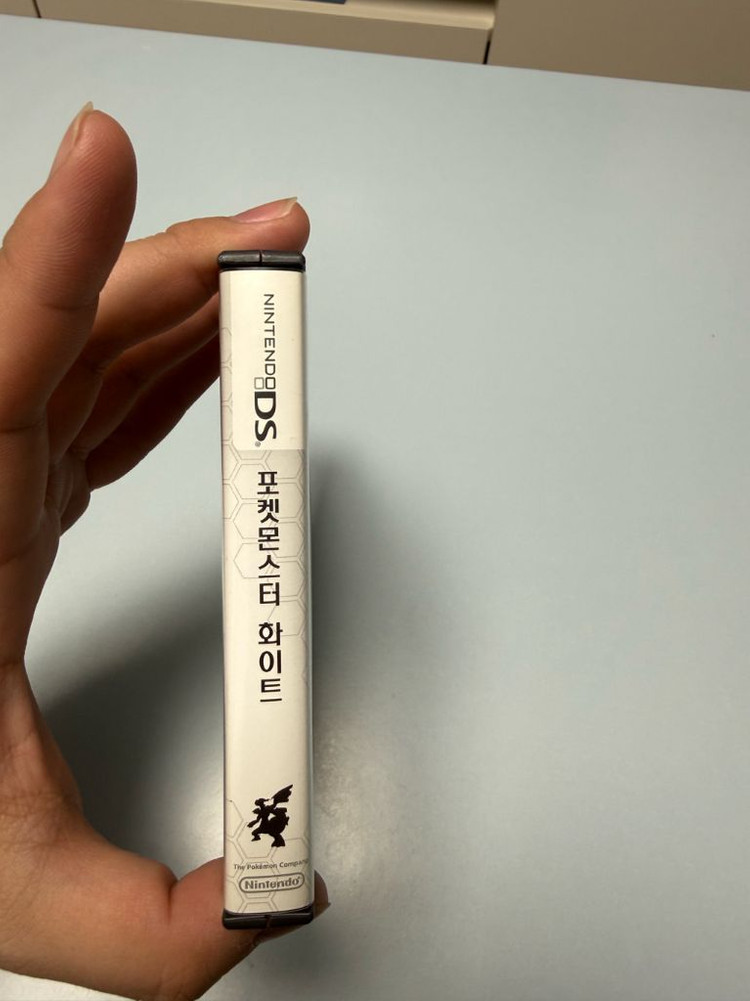 NINTENDO DS®
포켓몬스터 화이트
The Pokémon Company
Nintendo®